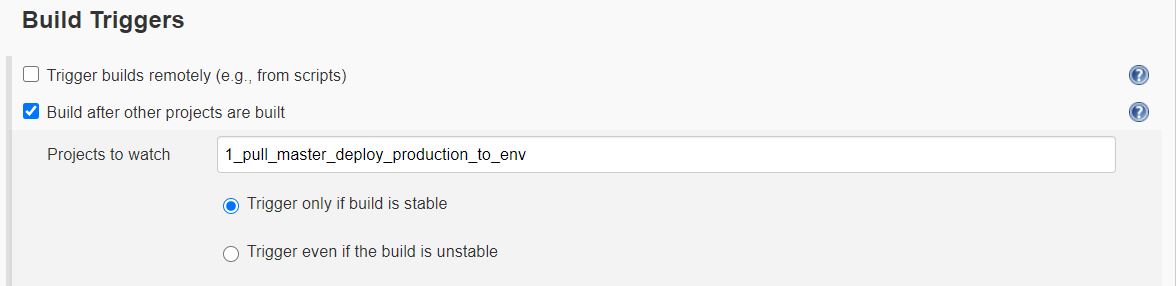 Build Triggers
Trigger builds remotely (e.g., from scripts)
?
Build after other projects are built
?
Projects to watch 1_pull_master_deploy_production_to_env
Trigger only if build is stable
Trigger even if the build is unstable